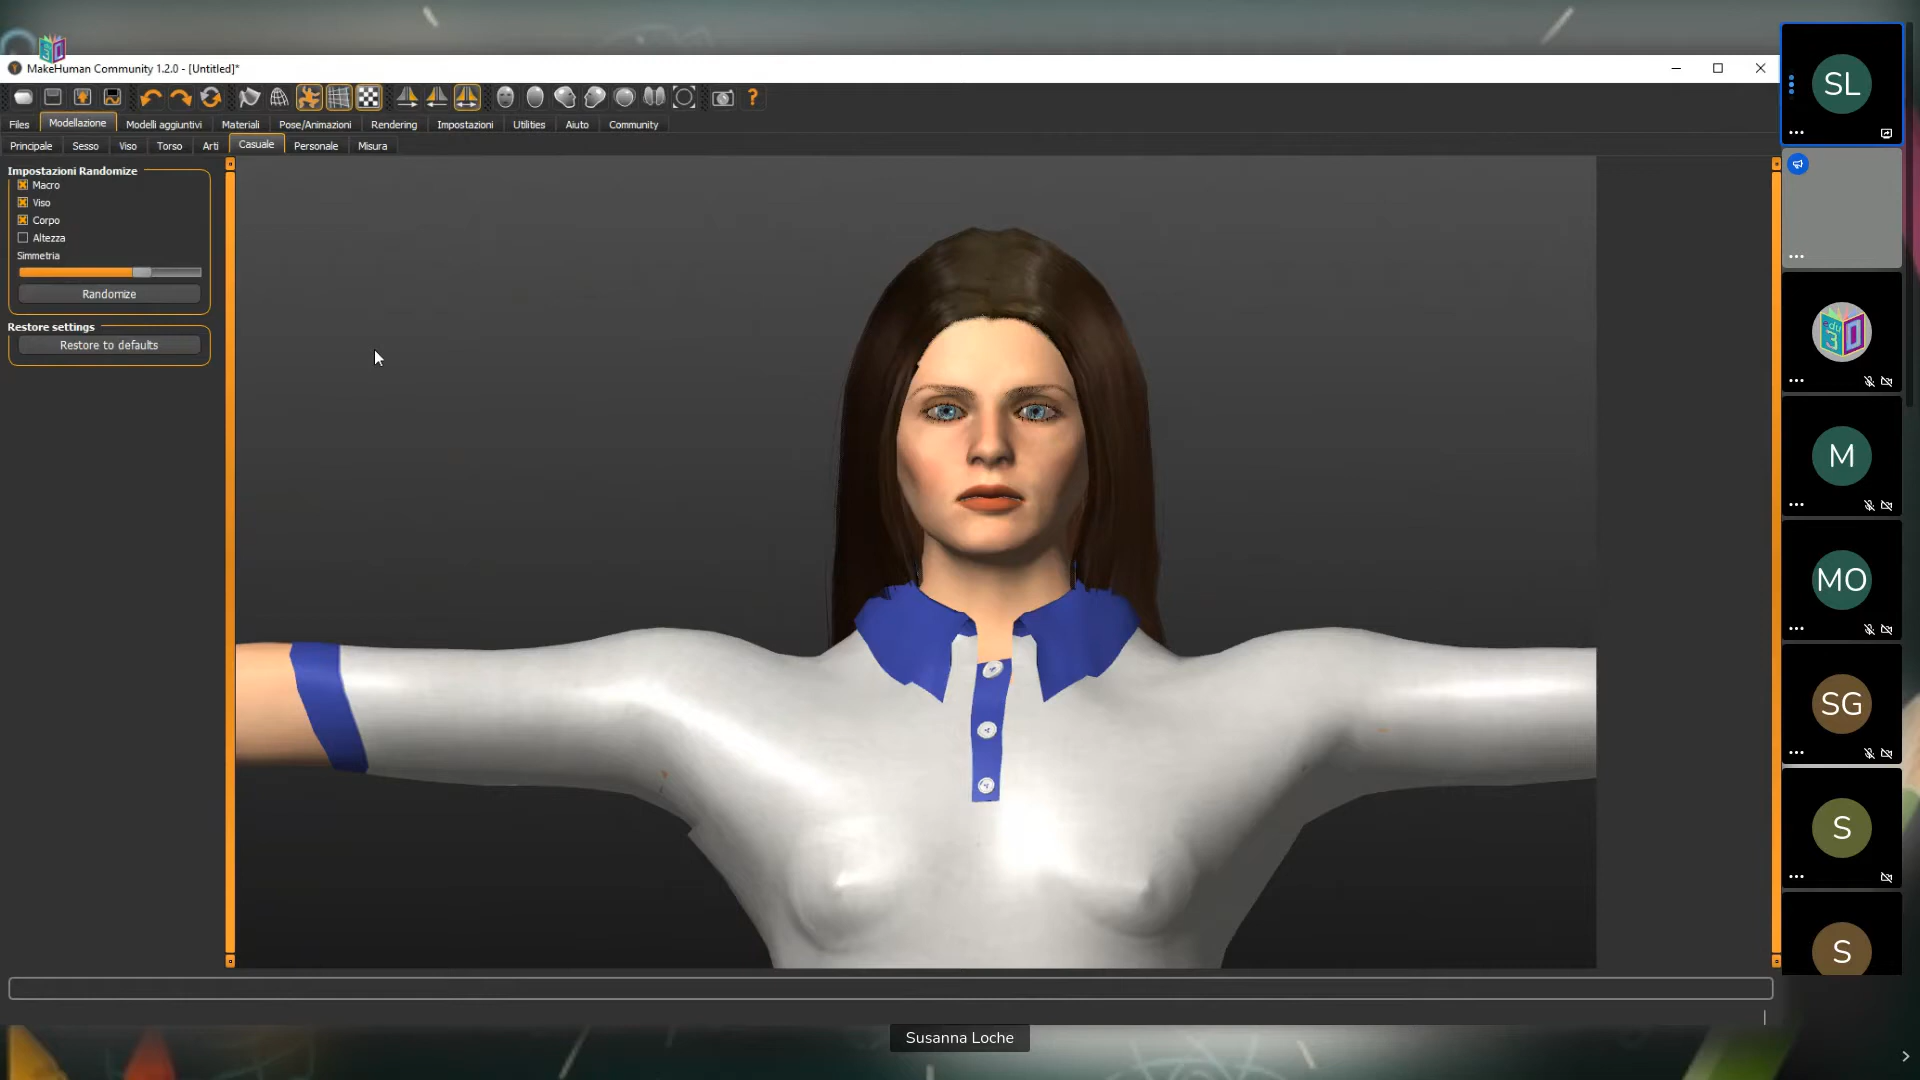 MakeHuman Community 1.2.0 - [Untitled]*
Files Modellazione Modelli aggiuntivi Materiali Pose/Animazioni Rendering Impostazioni Utilities Aiuto Community
Principale Sesso Viso Torso Arti Casuale Personale Misura
Impostazioni Randomize
Macro
Viso
Corpo
Altezza
Simmetria
Randomize
Restore settings
Restore to defaults
SL
edu
3D
M
MO
SG
S
S
Susanna Loche